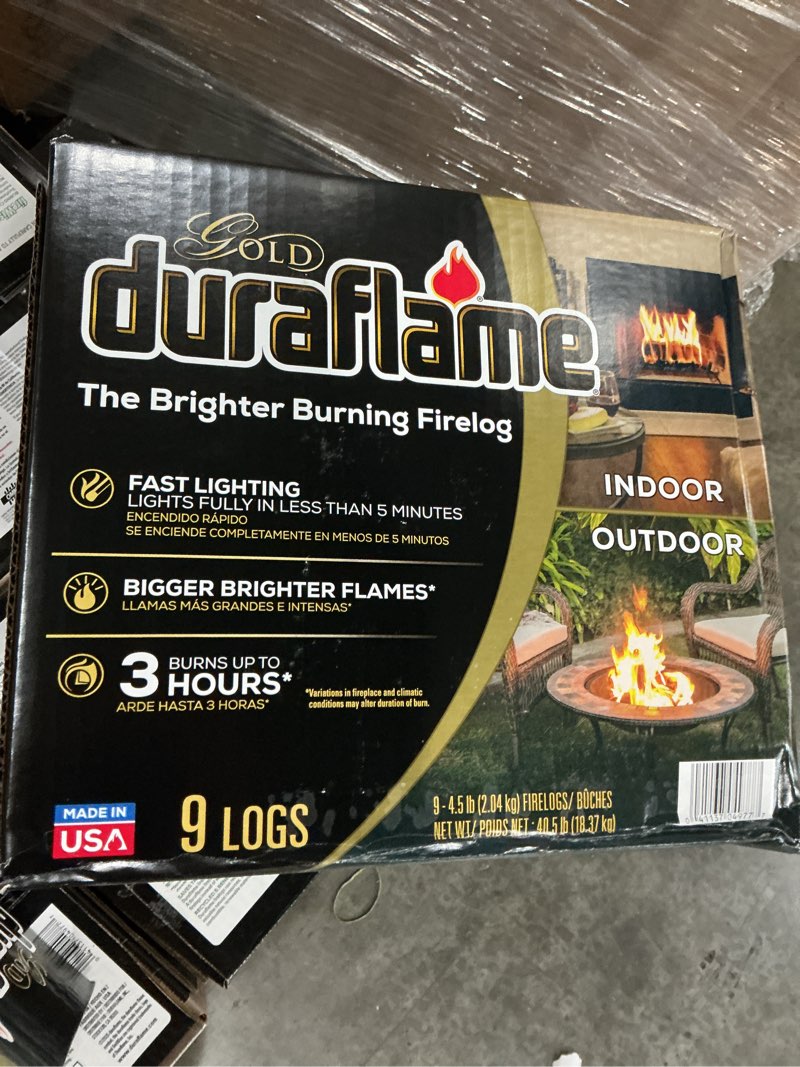 GOLD
duraflame
The Brighter Burning Firelog
FAST LIGHTING
LIGHTS FULLY IN LESS THAN 5 MINUTES
ENCENDIDO RÁPIDO
SE ENCIENDE COMPLETAMENTE EN MENOS DE 5 MINUTOS
BIGGER BRIGHTER FLAMES*
LLAMAS MÁS GRANDES E INTENSAS*
3 BURNS UP TO
HOURS*
ARDE HASTA 3 HORAS*
*Variations in fireplace and climatic
conditions may alter duration of burn.
INDOOR
OUTDOOR
MADE IN
USA
9 LOGS
9 - 4.5 lb (2.04 kg) FIRELOGS/ BÛCHES
NET WT/ POIDS NET - 40.5 lb (18.37 kg)
www.duraflame.com